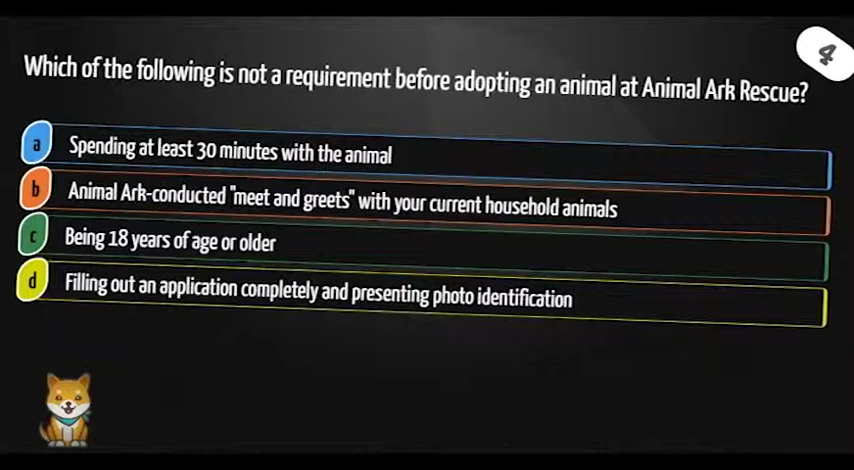 4
Which of the following is not a requirement before adopting an animal at Animal Ark Rescue?
a Spending at least 30 minutes with the animal
b Animal Ark-conducted "meet and greets" with your current household animals
c Being 18 years of age or older
d Filling out an application completely and presenting photo identification